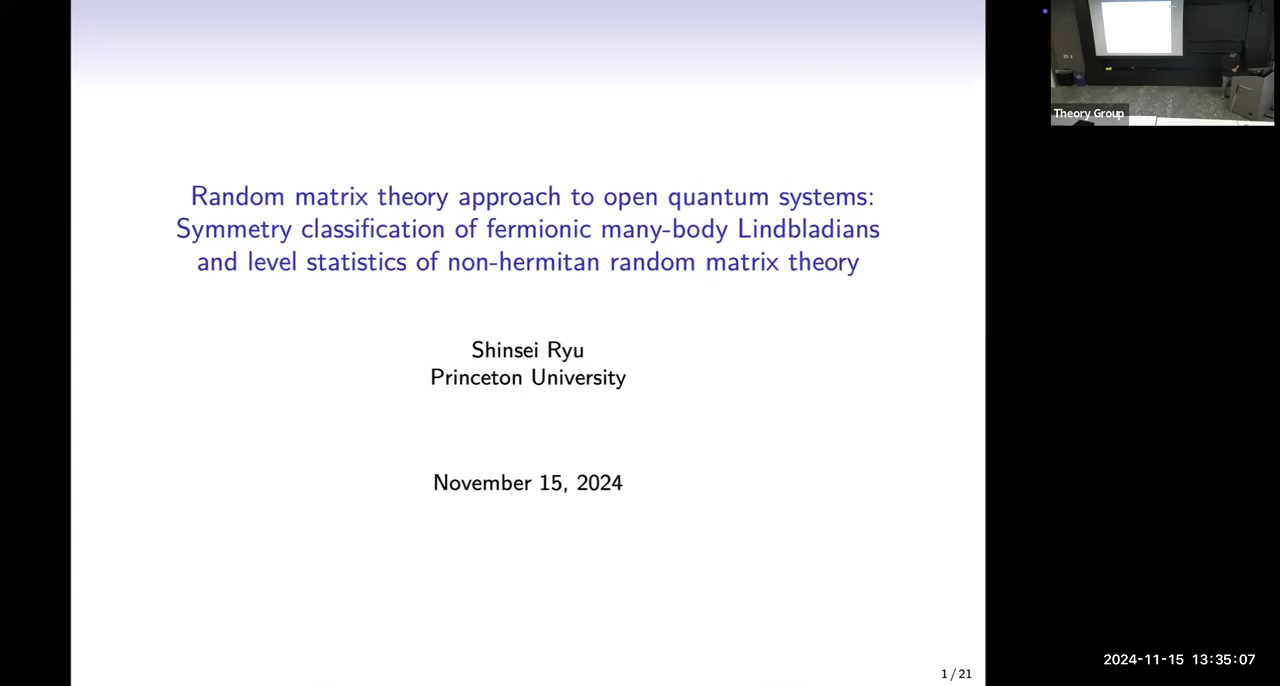 Random matrix theory approach to open quantum systems:
Symmetry classification of fermionic many-body Lindbladians
and level statistics of non-hermitan random matrix theory
Shinsei Ryu
Princeton University
November 15, 2024
1 / 21
Theory Group
2024-11-15 13:35:07